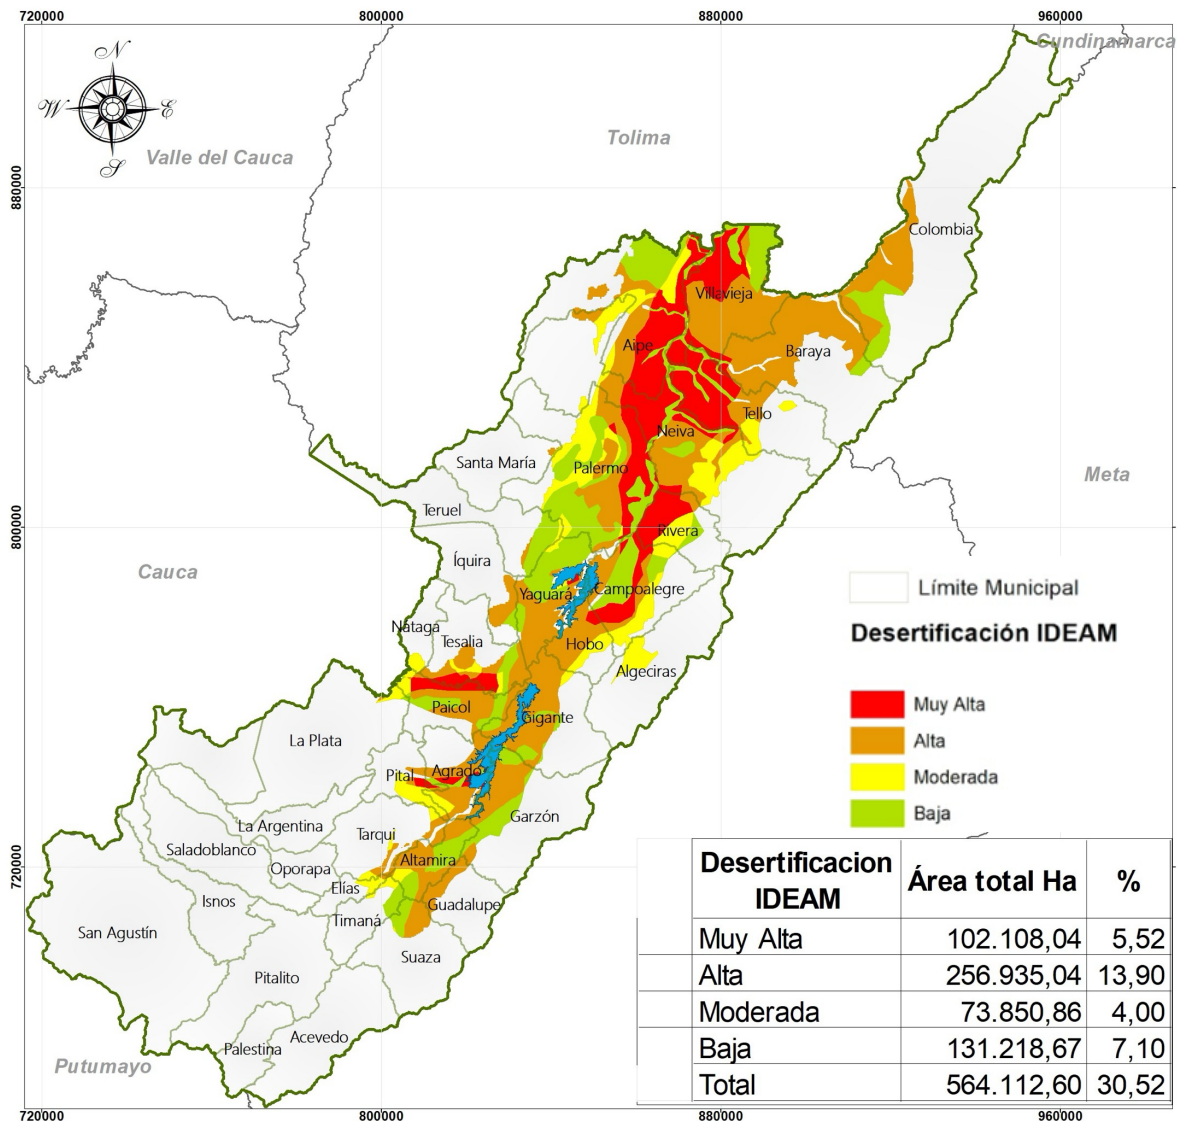 720000
800000
880000
960000
Cundinamarca
N
W
E
S
Valle del Cauca
Tolima
880000
880000
Colombia
Villavieja
Aipe
Baraya
Tello
Neiva
Santa María
Palermo
Meta
Teruel
800000
800000
Rivera
Íquira
Cauca
Yaguará
Campoalegre
Límite Municipal
Nátaga
Tesalia
Hobo
Desertificación IDEAM
Algeciras
Paicol
Gigante
Muy Alta
La Plata
Alta
Pital
Agrado
Moderada
Baja
Garzón
La Argentina
Tarqui
Saladoblanco
Altamira
Oporapa
720000
Elías
Isnos
Guadalupe
Timaná
San Agustín
Suaza
Pitalito
Acevedo
Palestina
Putumayo
Desertificacion IDEAM Área total Ha %
Muy Alta 102.108,04 5,52
Alta 256.935,04 13,90
Moderada 73.850,86 4,00
Baja 131.218,67 7,10
Total 564.112,60 30,52
720000
800000
880000
960000